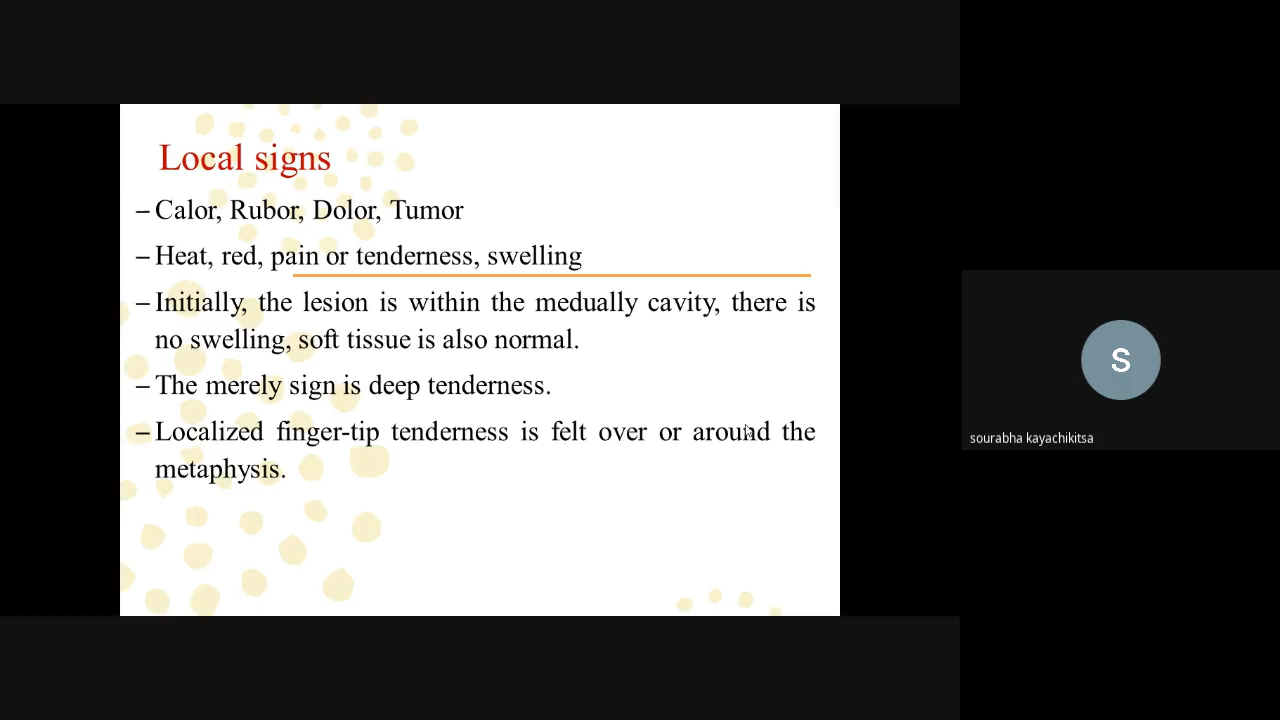 Local signs
– Calor, Rubor, Dolor, Tumor
– Heat, red, pain or tenderness, swelling
– Initially, the lesion is within the medually cavity, there is
no swelling, soft tissue is also normal.
– The merely sign is deep tenderness.
– Localized finger-tip tenderness is felt over or around the
metaphysis.
S
sourabha kayachikitsa